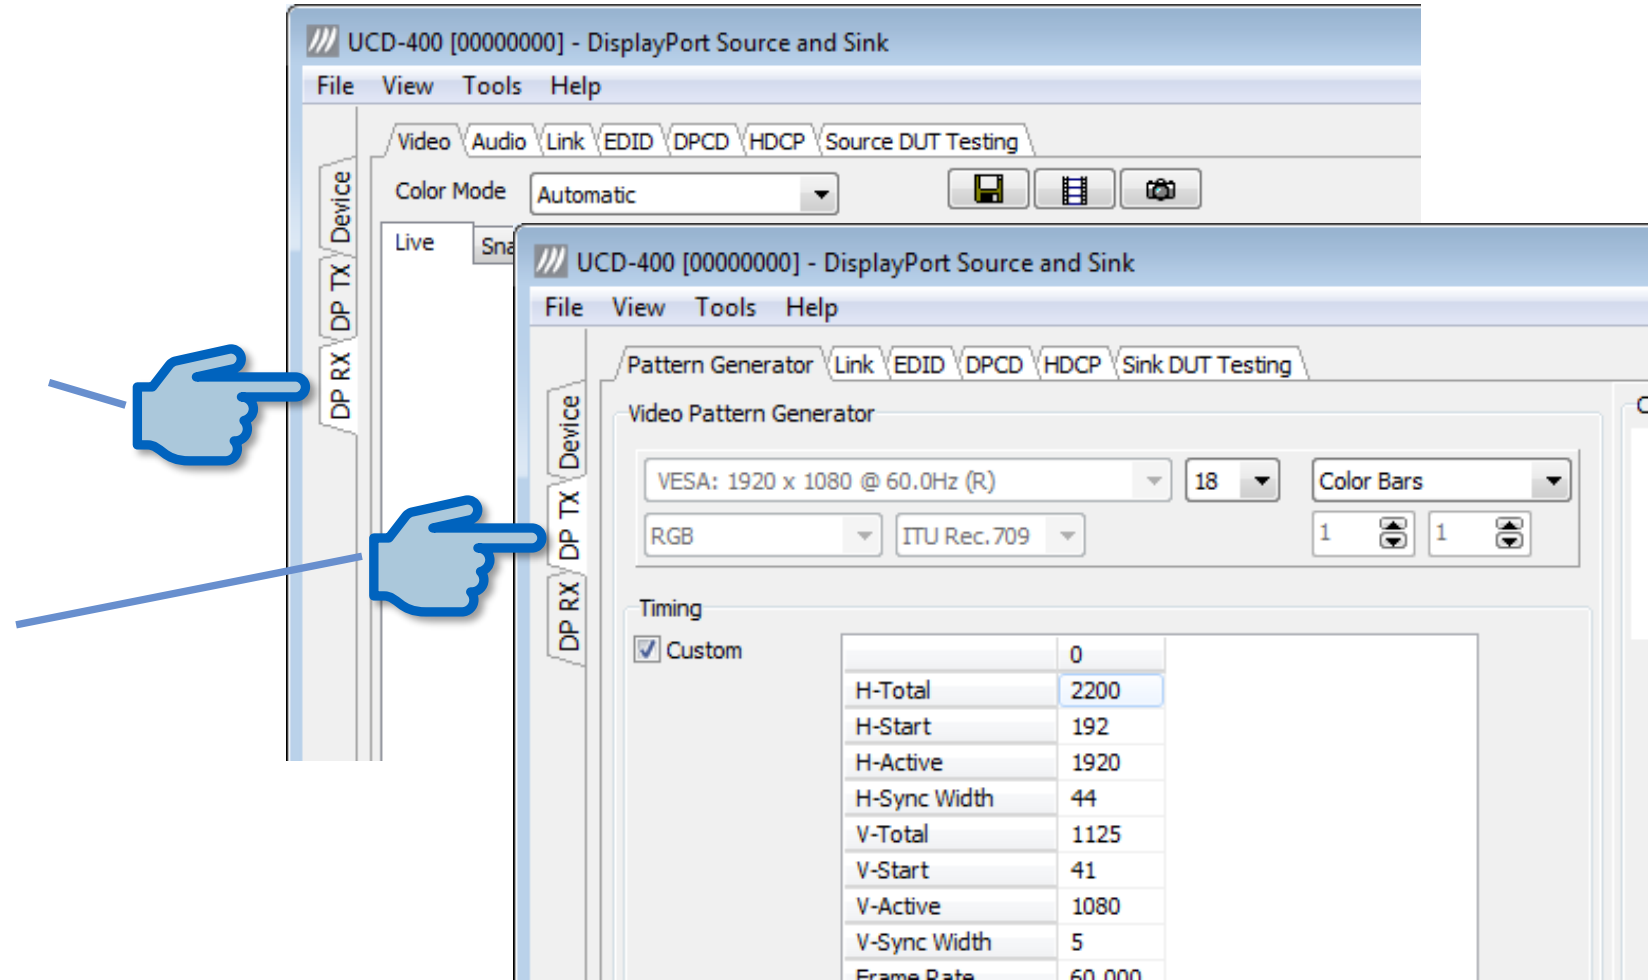 UCD-400 [00000000] - DisplayPort Source and Sink
File View Tools Help
Video Audio Link EDID DPCD HDCP Source DUT Testing
Device
DP TX
DP RX
Color Mode Automatic
Live
UCD-400 [00000000] - DisplayPort Source and Sink
File View Tools Help
Pattern Generator Link EDID DPCD HDCP Sink DUT Testing
Device
DP TX
DP RX
Video Pattern Generator
VESA: 1920 x 1080 @ 60.0Hz (R) 18 Color Bars
RGB ITU Rec.709 1 1
Timing
Custom
0
H-Total 2200
H-Start 192
H-Active 1920
H-Sync Width 44
V-Total 1125
V-Start 41
V-Active 1080
V-Sync Width 5
Frame Rate 60.000